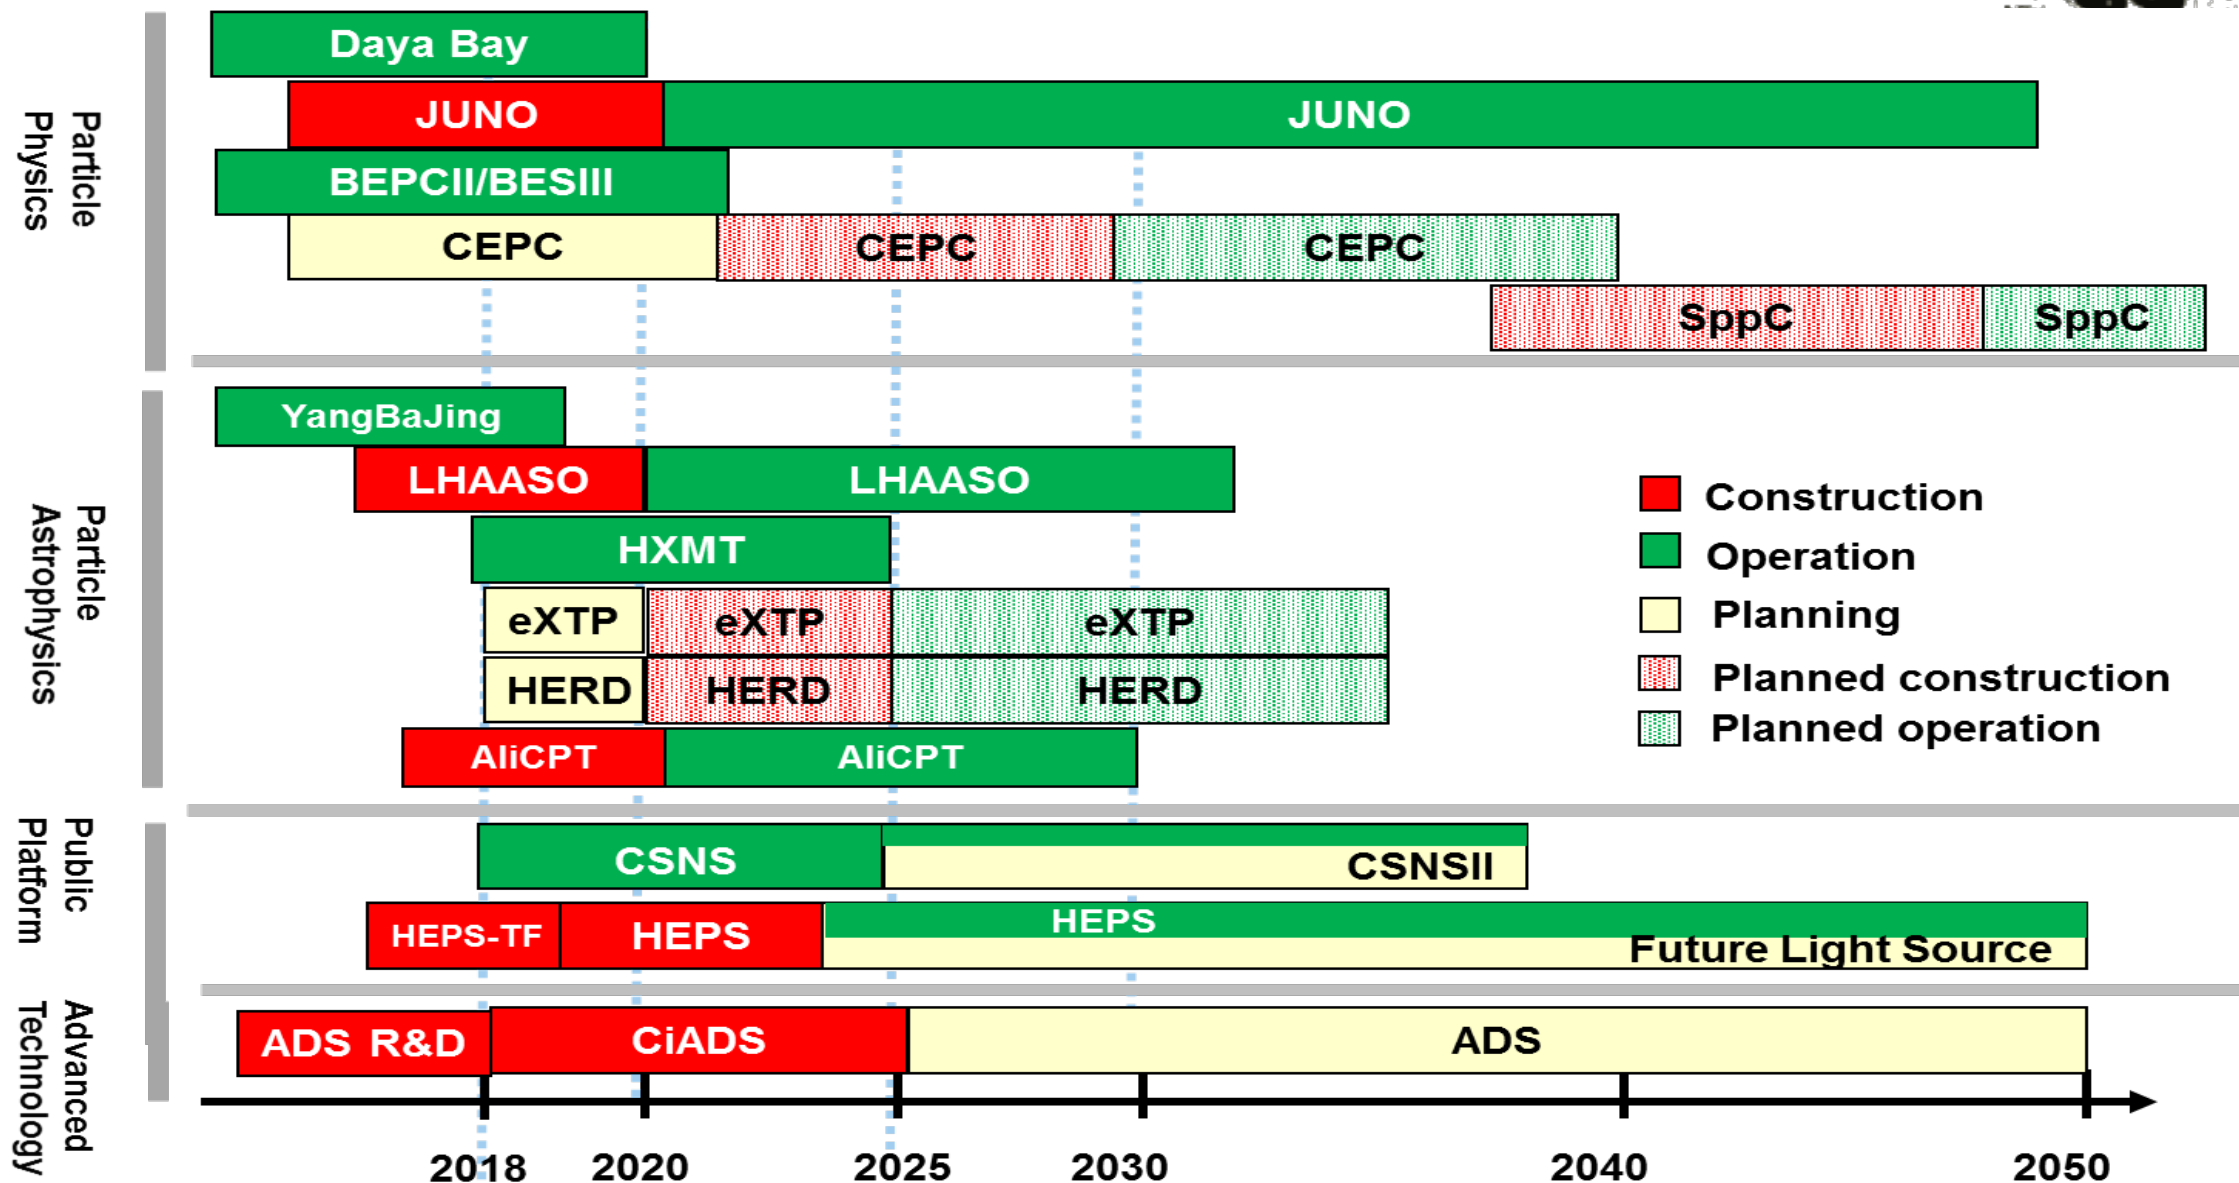 Particle
Physics
Daya Bay
JUNO
JUNO
BEPCII/BESIII
CEPC
CEPC
CEPC
SppC
SppC
Particle
Astrophysics
YangBaJing
LHAASO
LHAASO
HXMT
eXTP
eXTP
eXTP
HERD
HERD
HERD
AliCPT
AliCPT
Construction
Operation
Planning
Planned construction
Planned operation
Public
Platform
CSNS
CSNSII
HEPS-TF
HEPS
HEPS
Future Light Source
Advanced
Technology
ADS R&D
CiADS
ADS
2018
2020
2025
2030
2040
2050